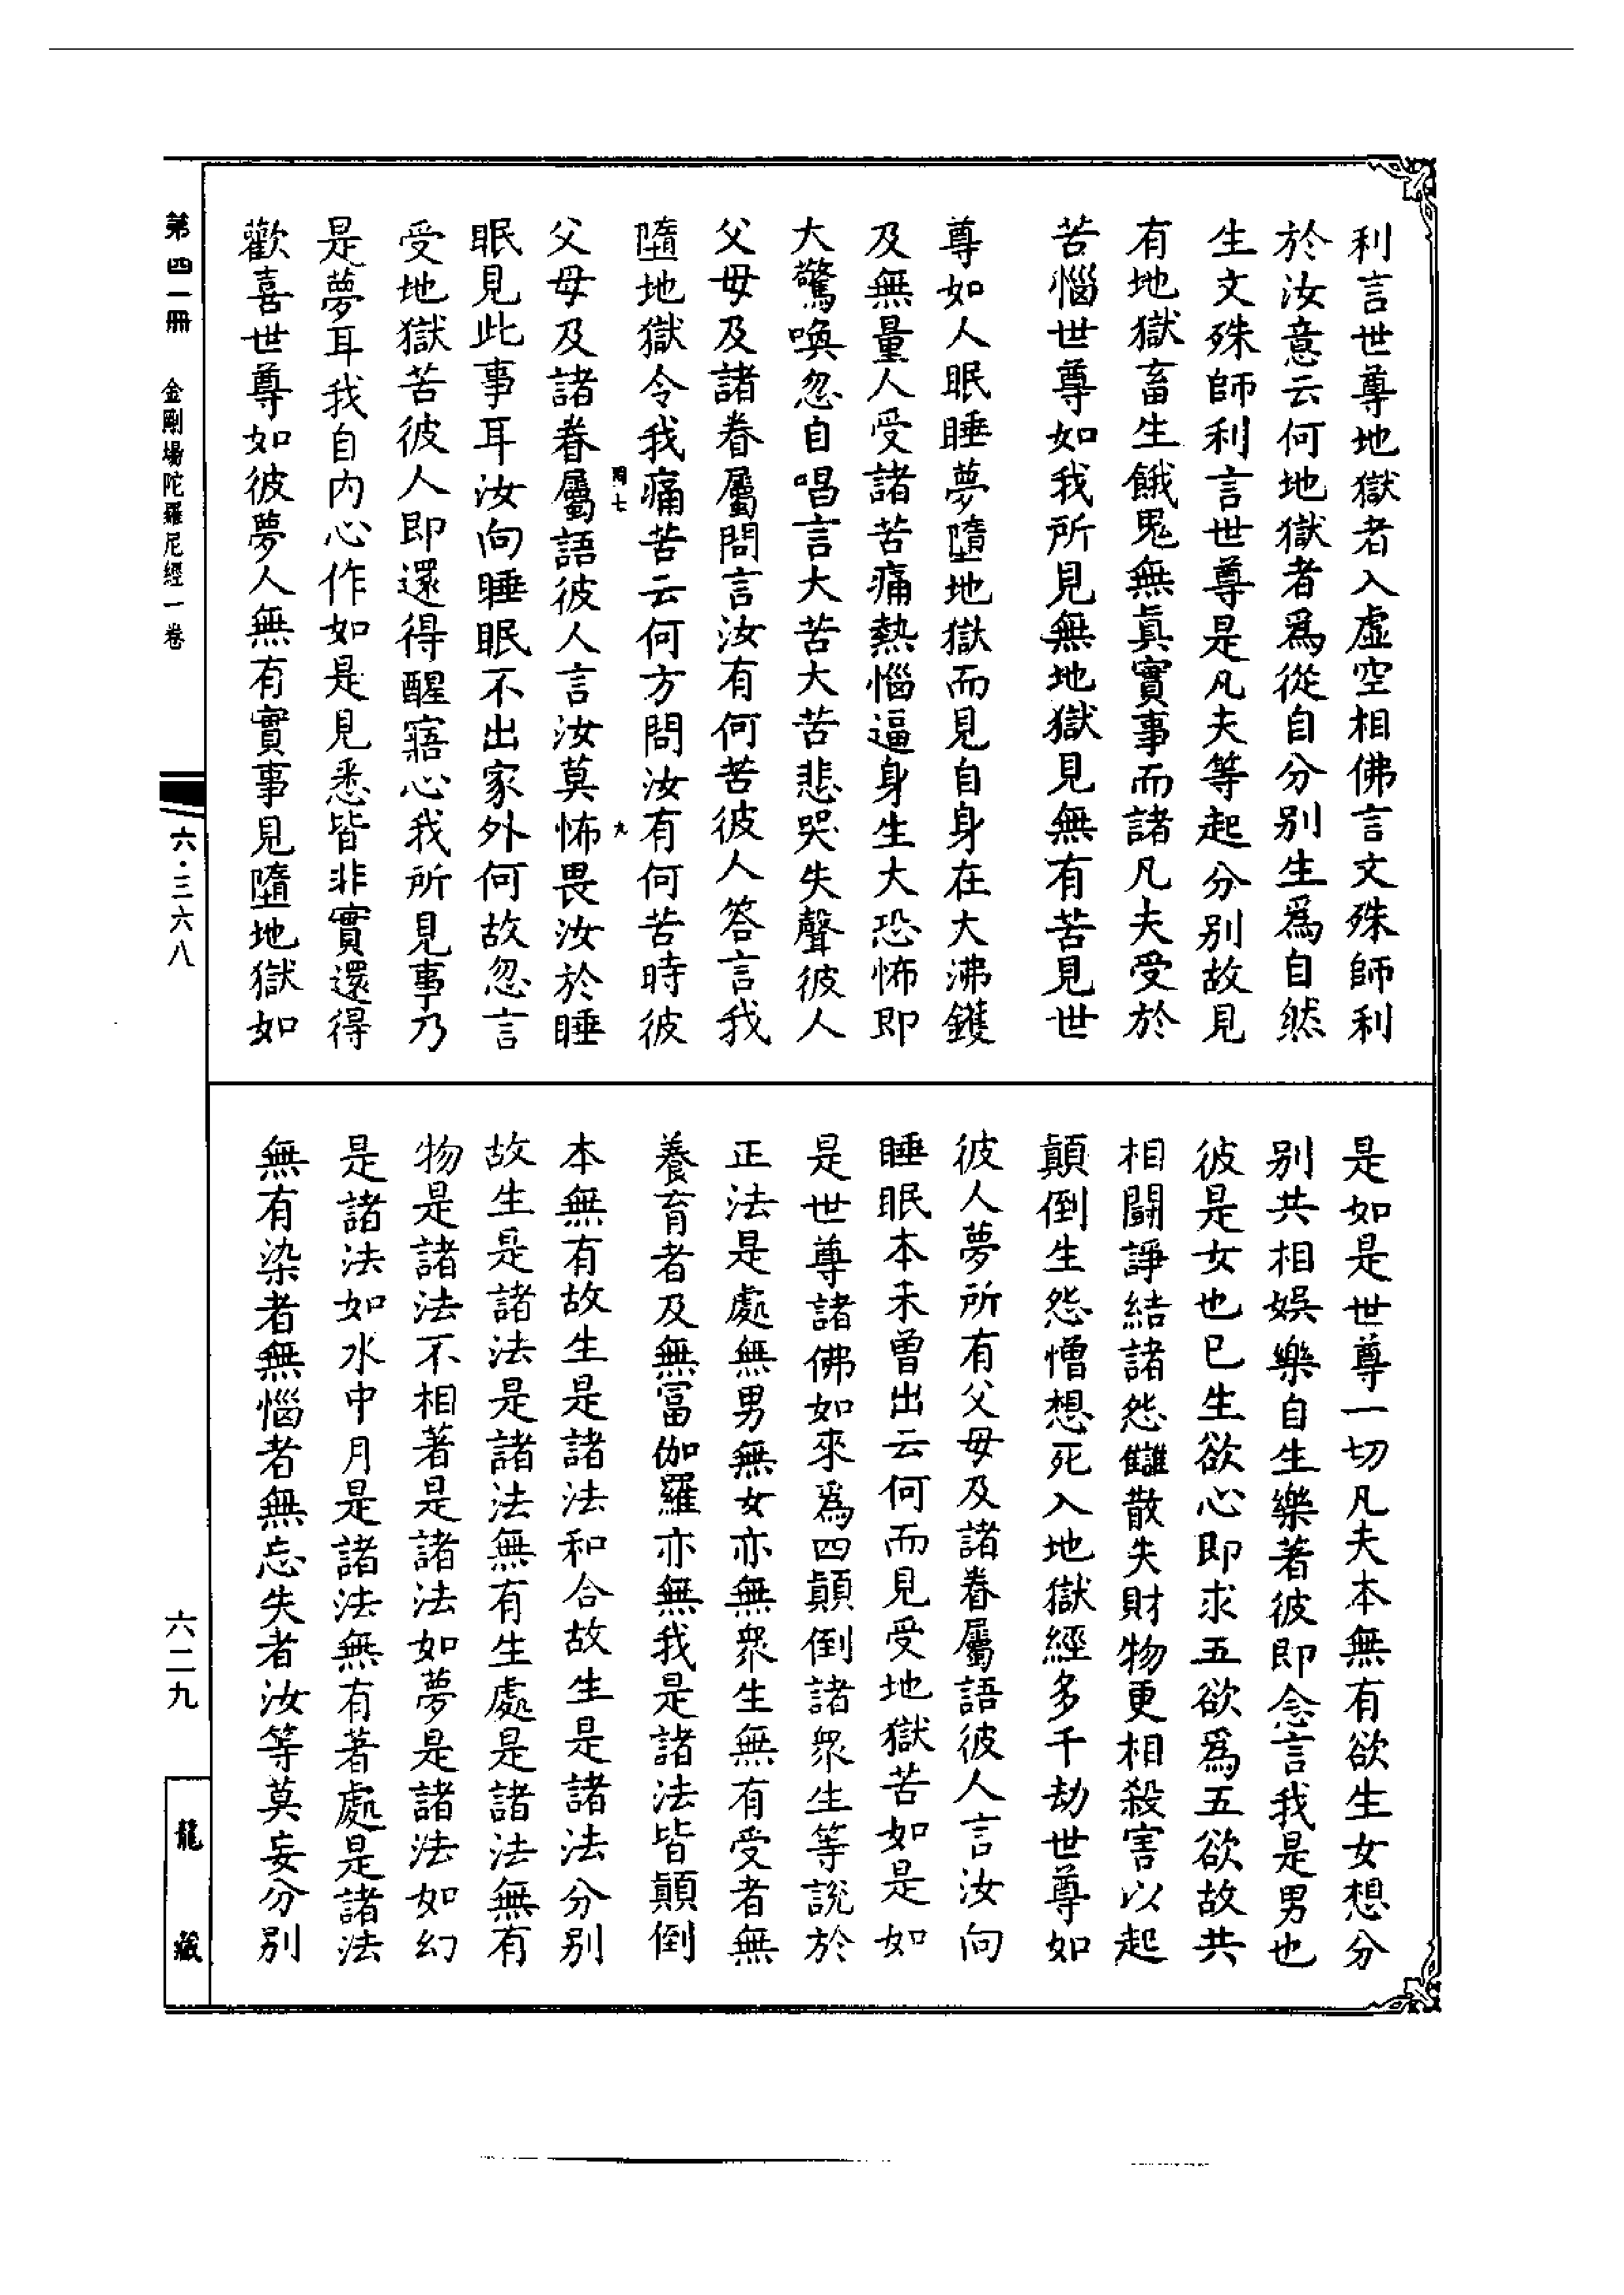 利言世尊地獄者入虛空相佛言文殊師利
於汝意云何地獄者爲從自分別生爲自然
生文殊師利言世尊是凡夫等起分別故見
有地獄畜生餓鬼無眞實事而諸凡夫受於
苦惱世尊如我所見無地獄見無有苦見世
尊如人眠睡夢墮地獄而見自身在大沸鑊
及無量人受諸苦痛熱惱逼身生大恐怖即
大驚喚忽自唱言大苦大苦悲哭失聲彼人
父母及諸眷屬問言汝有何苦彼人答言我
墮地獄令我痛苦云何方問汝有何苦時彼
父母及諸眷屬語彼人言汝莫怖畏汝於睡
眠見此事耳汝向睡眠不出家外何故忽言
受地獄苦彼人即還得醒寤心我所見事乃
是夢耳我自内心作如是見悉皆非實還得
歡喜世尊如彼夢人無有實事見墮地獄如
是如是世尊一切凡夫本無有欲生女想分
別共相娛樂自生樂著彼即念言我是男也
彼是女也已生欲心即求五欲爲五欲故共
相鬭諍結諸怨讎散失財物更相殺害以起
顛倒生怨憎想死入地獄經多千劫世尊如
彼人夢所有父母及諸眷屬語彼人言汝向
睡眠本未曾出云何而見受地獄苦如是如
是世尊諸佛如來爲四顛倒諸眾生等說於
正法是處無男無女亦無眾生無有受者無
養育者及無富伽羅亦無我是諸法皆顛倒
本無有故生是諸法和合故生是諸法分別
故生是諸法是諸法無有生處是諸法無有
物是諸法不相著是諸法如夢是諸法如幻
是諸法如水中月是諸法無有著處是諸法
無有染者無惱者無忘失者汝等莫妄分別
第四一冊 金剛場陀羅尼經一卷
六·三六八
六二九
龍藏